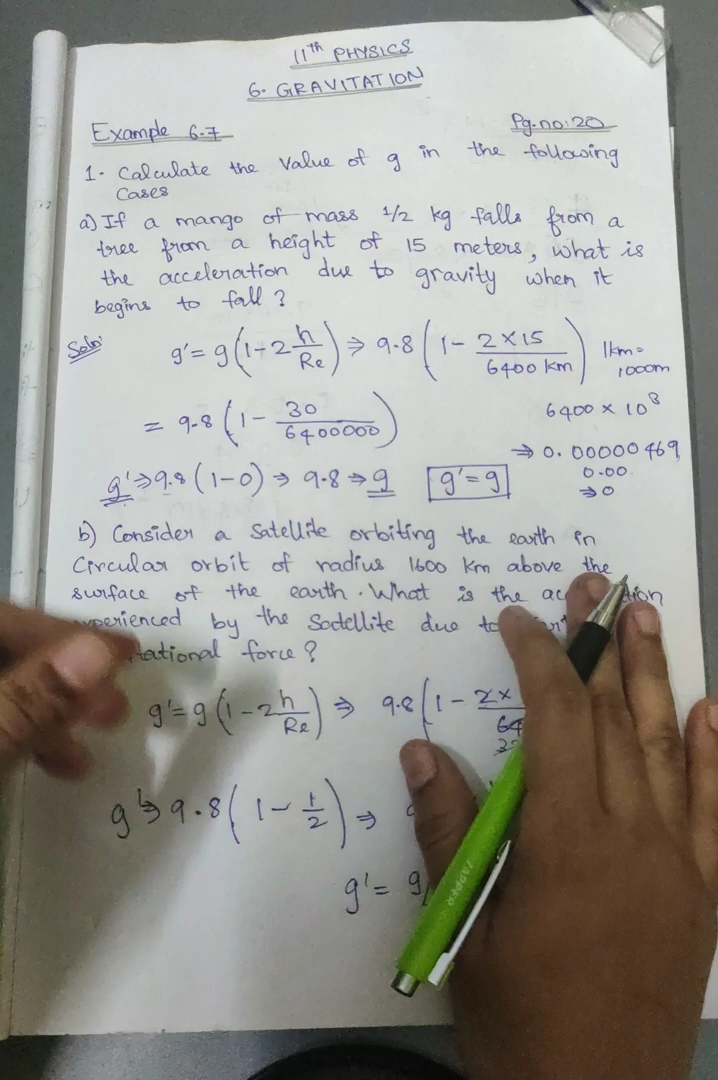 11th PHYSICS
6. GRAVITATION
Example 6.7
Pg.no:20
1. Calculate the value of g in the following
Cases
a) If a mango of mass 1/2 kg falls from a
tree from a height of 15 meters, what is
the acceleration due to gravity when it
begins to fall ?
Soln:
g'= g(1-2h/Re) ⇒ 9.8(1- 2×15/6400 km) 1km=
1000m
= 9.8(1- 30/6400000) 6400 × 10³
⇒ 0.00000469
g' ⇒ 9.8 (1-0) ⇒ 9.8 ⇒ g g'=g 0.00
⇒ 0
b) Consider a Satellite orbiting the earth in
Circular orbit of radius 1600 km above the
surface of the earth. What is the
by the Satellite due to
force ?
g'= g(1-2h/Re) ⇒ 9.8(1- 2×
g' ⇒ 9.8(1- 1/2) ⇒
g'= g/